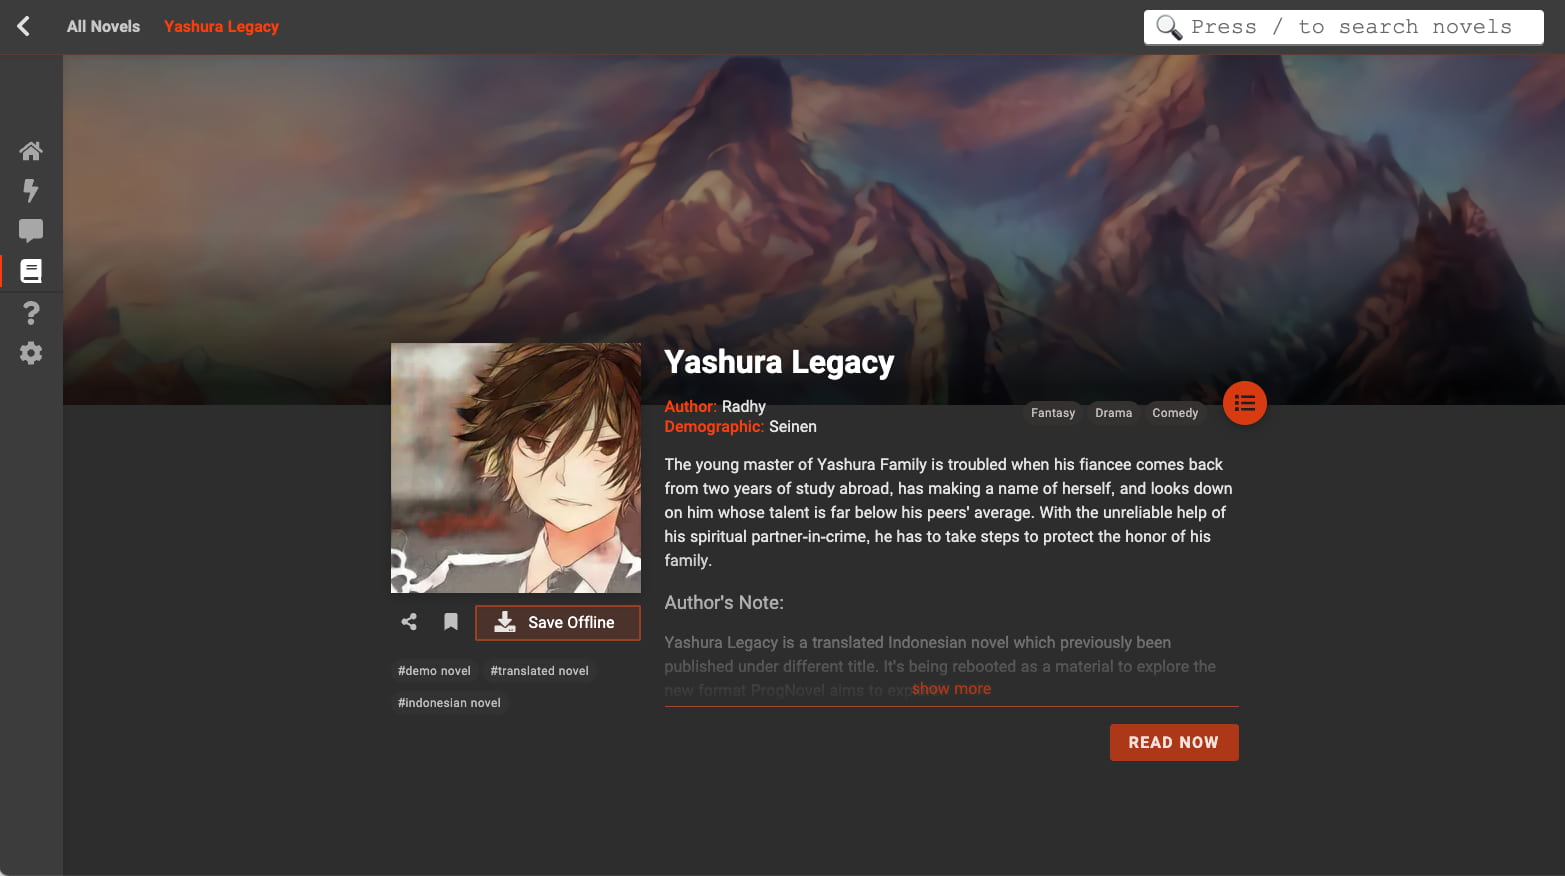 All Novels
Yashura Legacy
Press / to search novels
Yashura Legacy
Author: Radhy
Demographic: Seinen
Fantasy
Drama
Comedy
The young master of Yashura Family is troubled when his fiancee comes back
from two years of study abroad, has making a name of herself, and looks down
on him whose talent is far below his peers' average. With the unreliable help of
his spiritual partner-in-crime, he has to take steps to protect the honor of his
family.
Author's Note:
Yashura Legacy is a translated Indonesian novel which previously been
published under different title. It's being rebooted as a material to explore the
new format ProgNovel aims to
show more
READ NOW
Save Offline
#demo novel
#translated novel
#indonesian novel